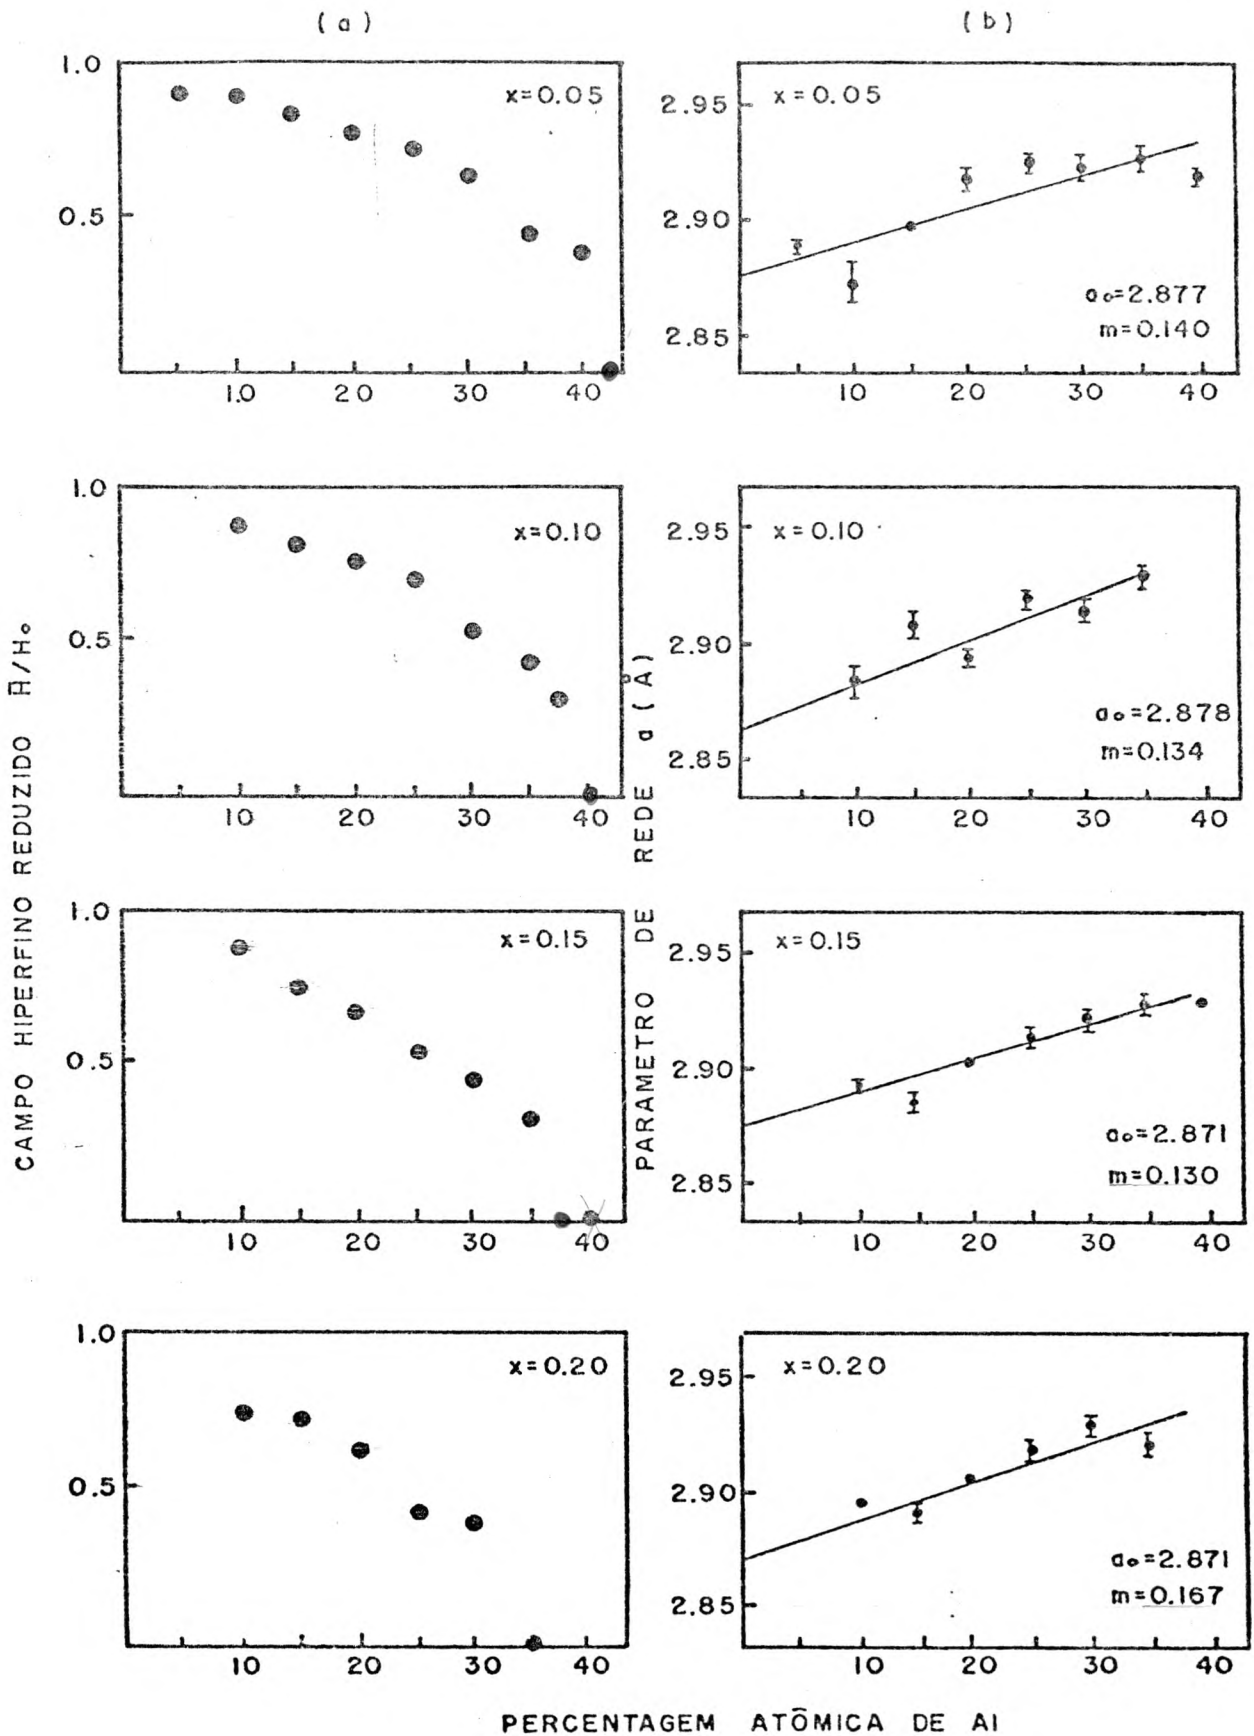 (a)
(b)
1.0
0.5
x=0.05
1.0 20 30 40
2.95
2.90
2.85
x=0.05
a₀=2.877
m=0.140
10 20 30 40
1.0
0.5
x=0.10
10 20 30 40
2.95
2.90
2.85
x=0.10
a₀=2.878
m=0.134
10 20 30 40
1.0
0.5
x=0.15
10 20 30 40
2.95
2.90
2.85
x=0.15
a₀=2.871
m=0.130
10 20 30 40
1.0
0.5
x=0.20
10 20 30 40
2.95
2.90
2.85
x=0.20
a₀=2.871
m=0.167
10 20 30 40
CAMPO HIPERFINO REDUZIDO H̄/H₀
PARAMETRO DE REDE a (Å)
PERCENTAGEM ATÔMICA DE Al